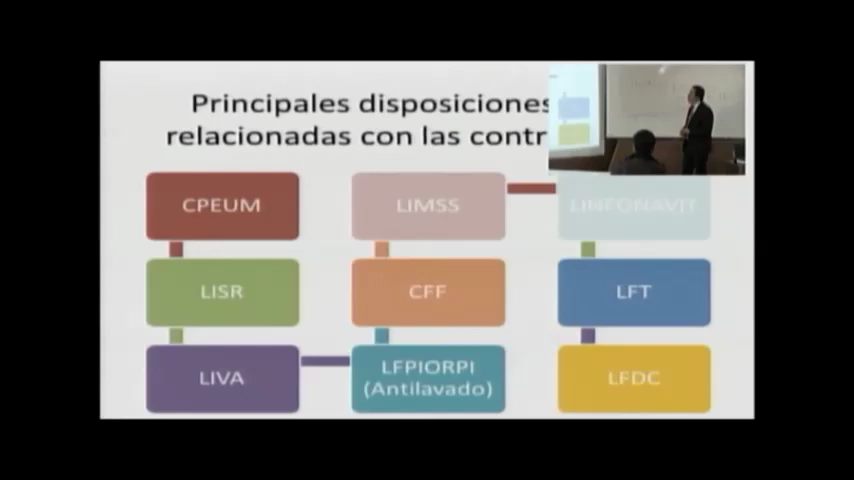 Principales disposiciones
relacionadas con las contr
CPEUM
LIMSS
LINFONAVIT
LISR
CFF
LFT
LIVA
LFPIORPI
(Antilavado)
LFDC